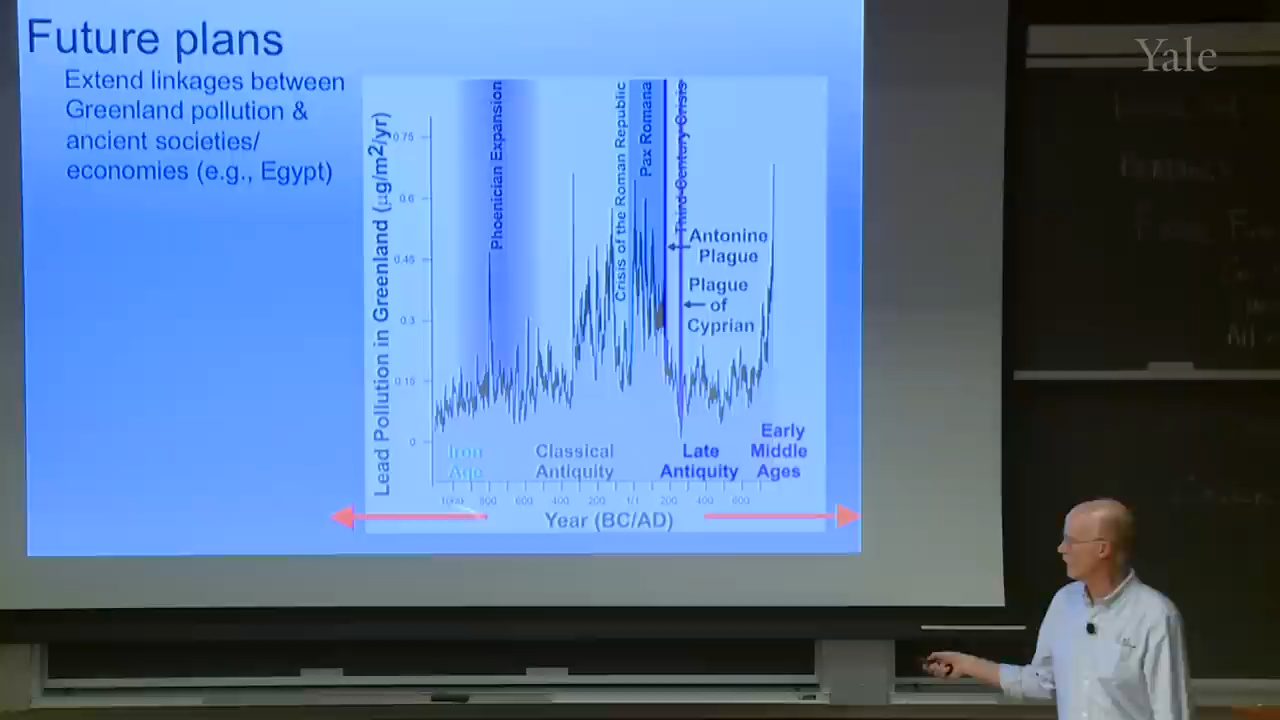 Future plans
Extend linkages between
Greenland pollution &
ancient societies/
economies (e.g., Egypt)
Yale
Lead Pollution in Greenland (µg/m²/yr)
0.75
0.6
0.45
0.3
0.15
0
Phoenician Expansion
Crisis of the Roman Republic
Pax Romana
Third-Century Crisis
Antonine
Plague
Plague
of
Cyprian
Iron
Age
Classical
Antiquity
Late
Antiquity
Early
Middle
Ages
1000 800 600 400 200 1/1 200 400 600
Year (BC/AD)